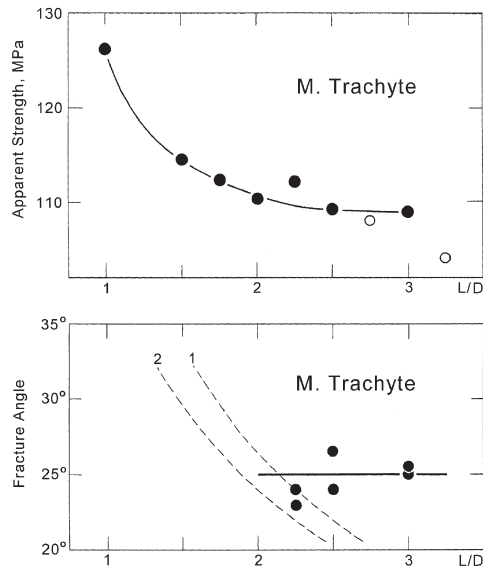 130
120
110
Apparent Strength, MPa
M. Trachyte
1 2 3 L/D
35°
30°
25°
20°
Fracture Angle
2 1
M. Trachyte
1 2 3 L/D